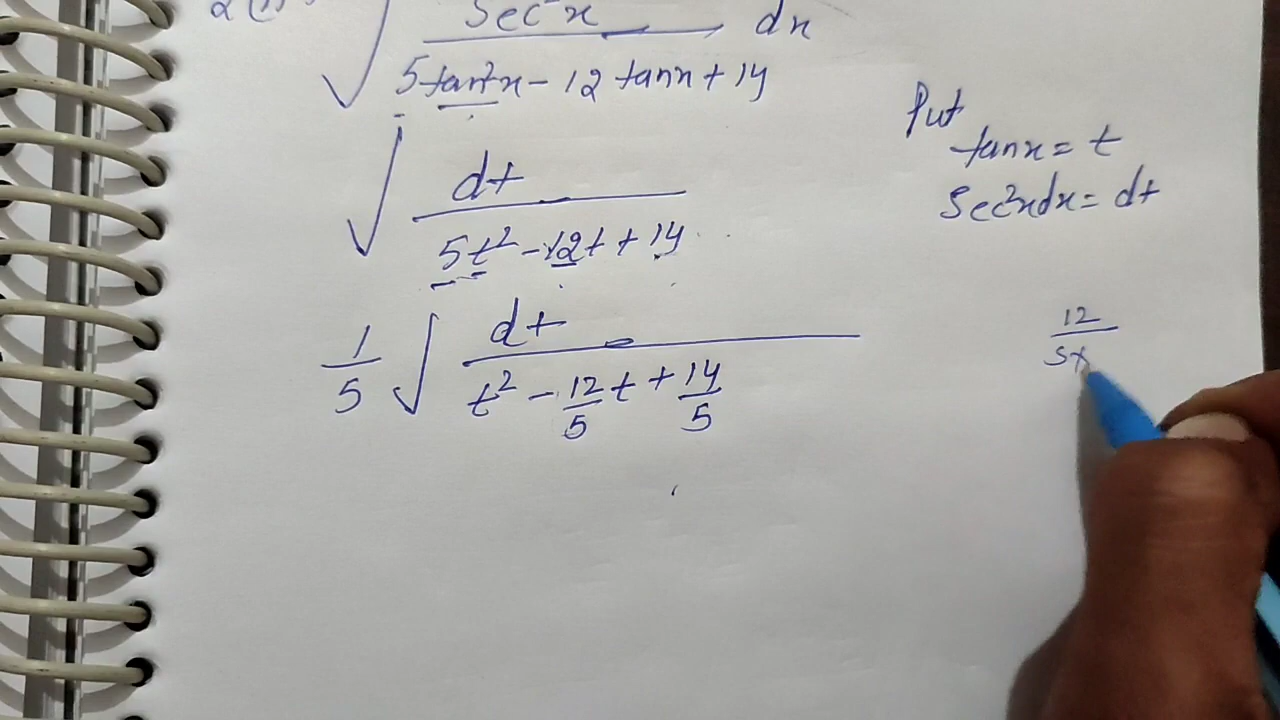 ∫ sec²x / (5tan²x - 12 tanx + 14) dx
Put
tanx = t
sec²xdx = dt
∫ dt / (5t² - 12t + 14)
1/5 ∫ dt / (t² - 12/5 t + 14/5)
12 / 5×